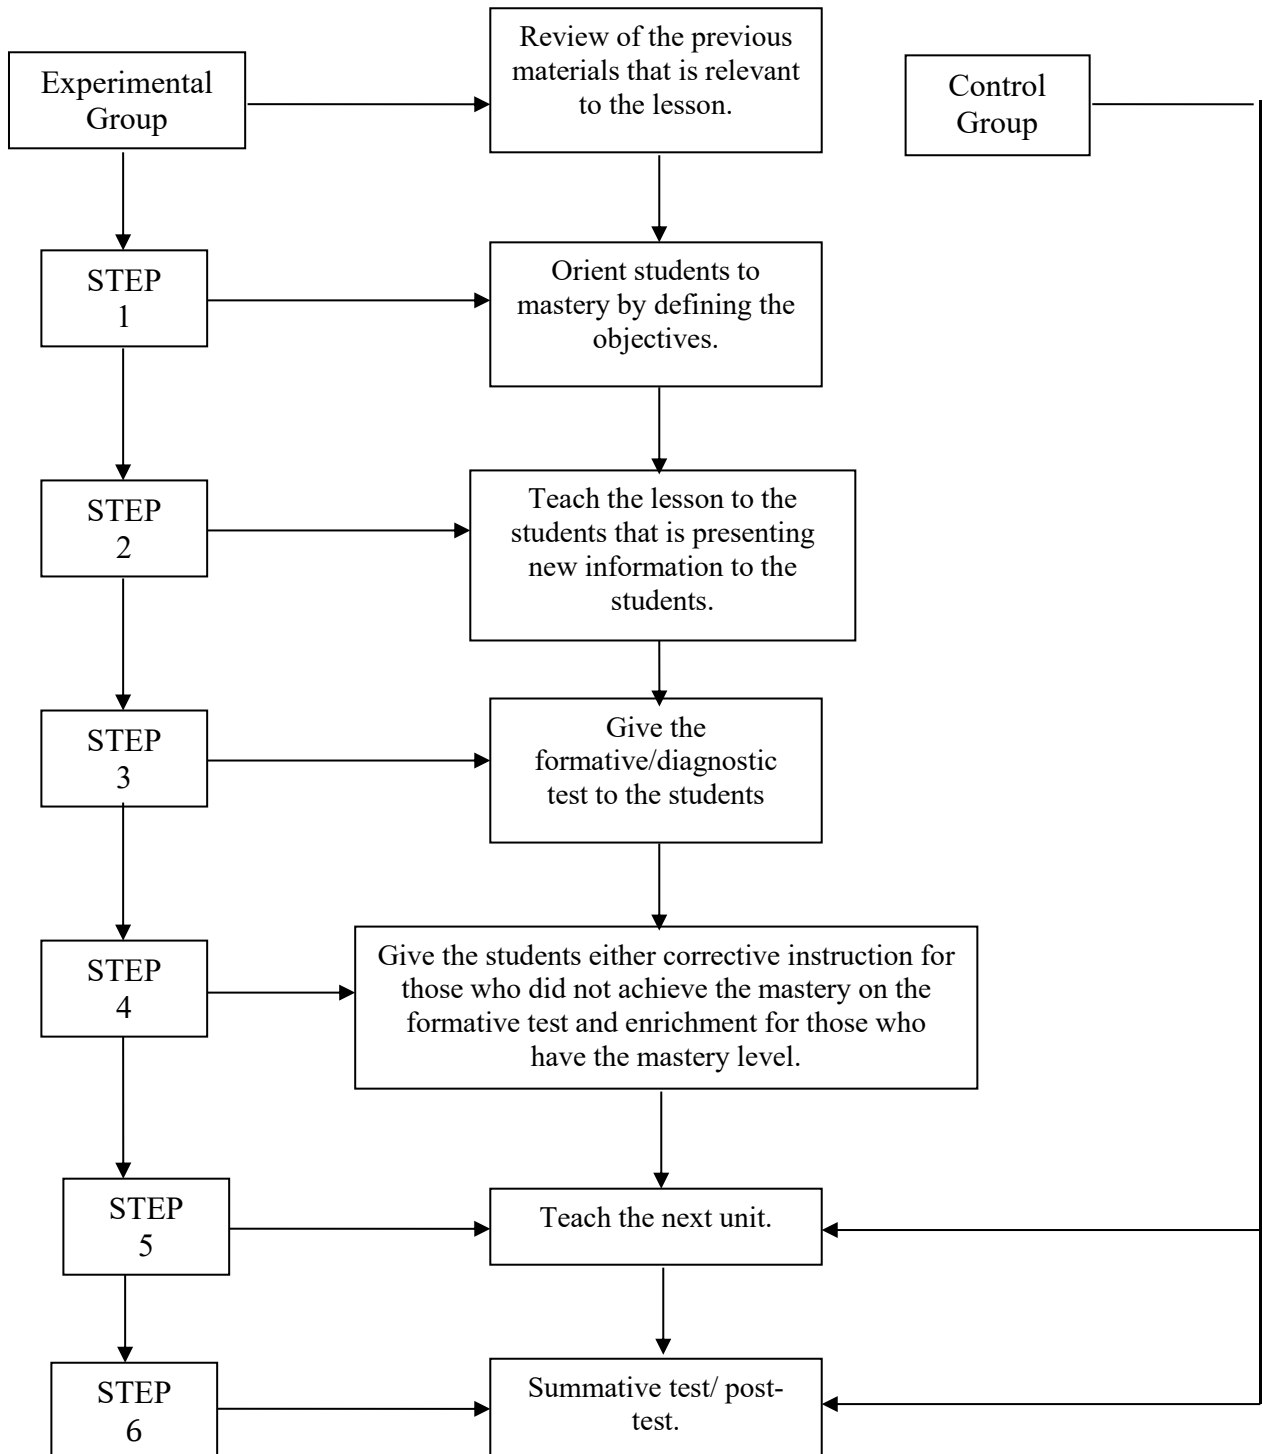 Experimental
Group
Review of the previous
materials that is relevant
to the lesson.
Control
Group
STEP
1
Orient students to
mastery by defining the
objectives.
STEP
2
Teach the lesson to the
students that is presenting
new information to the
students.
STEP
3
Give the
formative/diagnostic
test to the students
STEP
4
Give the students either corrective instruction for
those who did not achieve the mastery on the
formative test and enrichment for those who
have the mastery level.
STEP
5
Teach the next unit.
STEP
6
Summative test/ post-
test.